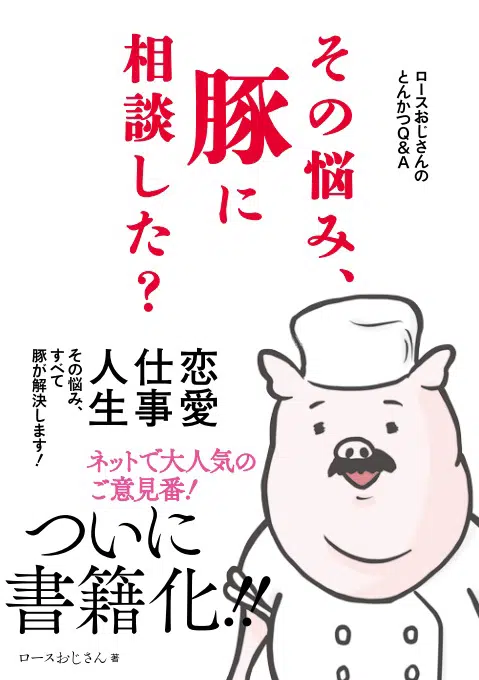 ロースおじさんの
とんかつQ&A
その悩み、
豚に
相談した?
恋愛
仕事
人生
その悩み、
すべて
豚が解決します!
ネットで大人気の
ご意見番!
ついに
書籍化!!
ロースおじさん 著